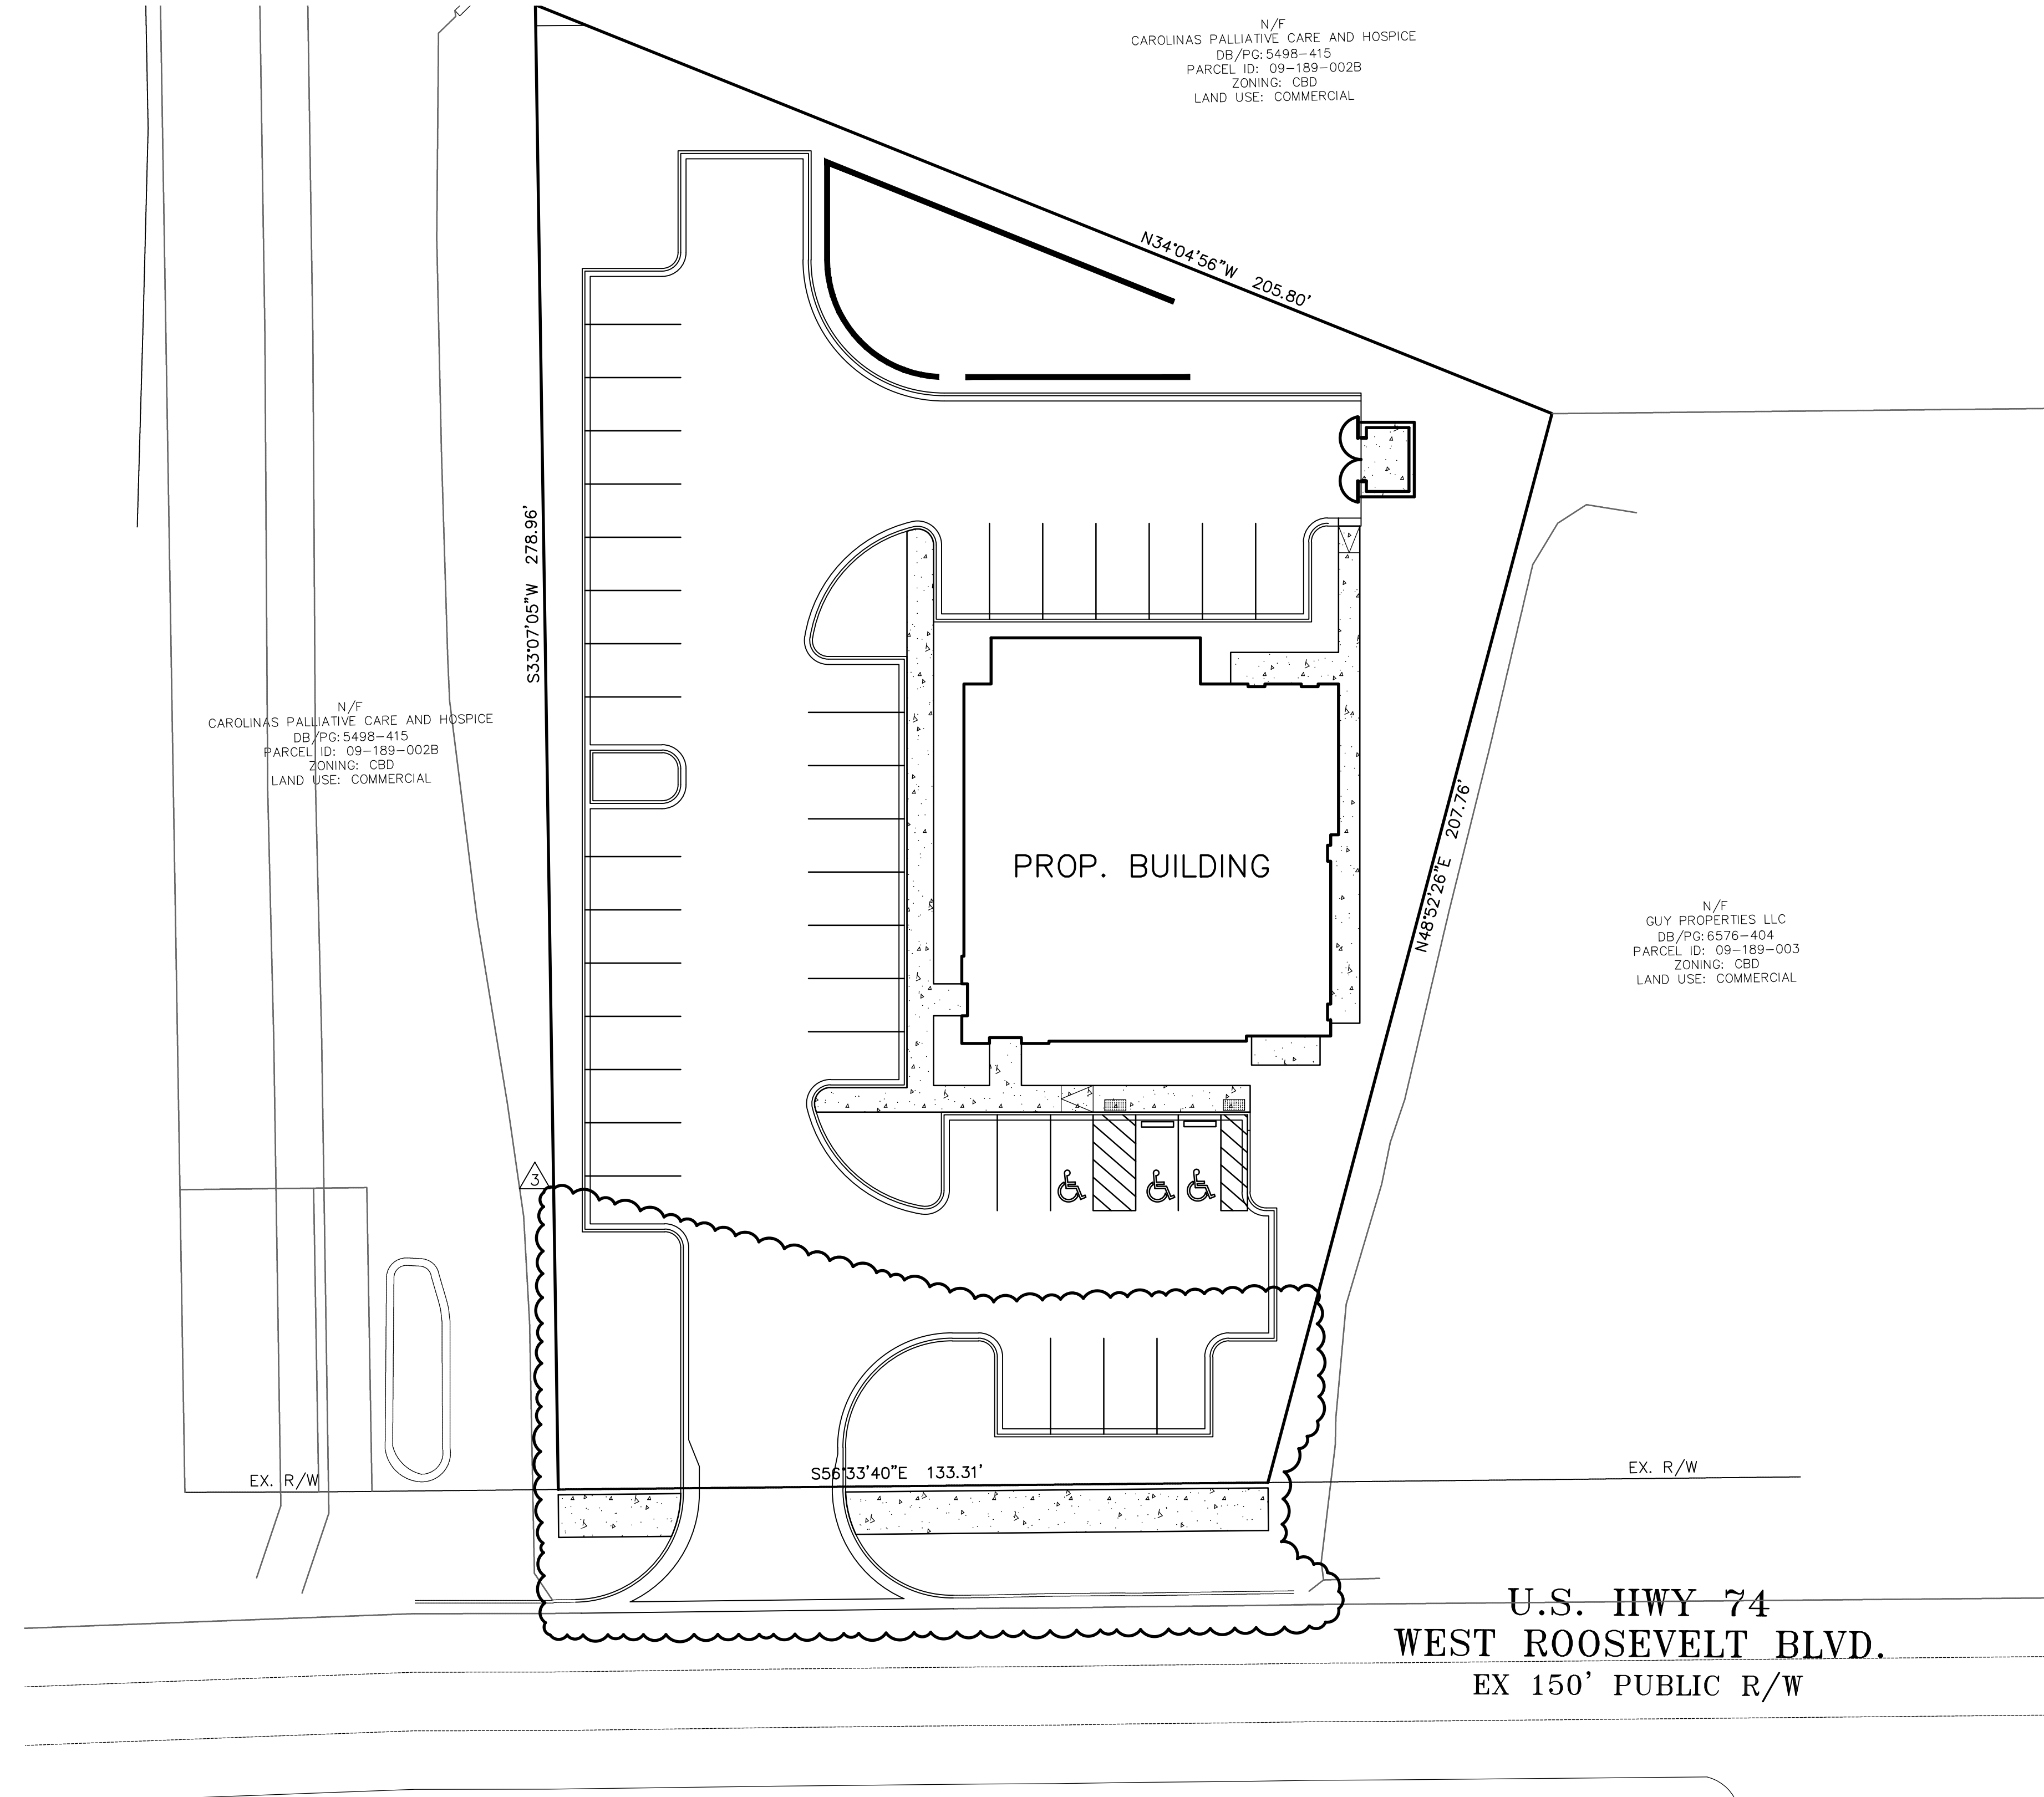 N/F
CAROLINAS PALLIATIVE CARE AND HOSPICE
DB/PG: 5498-415
PARCEL ID: 09-189-002B
ZONING: CBD
LAND USE: COMMERCIAL
N34°04'56"W 205.80'
S33°07'05"W 278.96'
N/F
CAROLINAS PALLIATIVE CARE AND HOSPICE
DB/PG: 5498-415
PARCEL ID: 09-189-002B
ZONING: CBD
LAND USE: COMMERCIAL
PROP. BUILDING
N48°52'26"E 207.76'
N/F
GUY PROPERTIES LLC
DB/PG: 6576-404
PARCEL ID: 09-189-003
ZONING: CBD
LAND USE: COMMERCIAL
3
EX. R/W
S56°33'40"E 133.31'
EX. R/W
U.S. HWY 74
WEST ROOSEVELT BLVD.
EX 150' PUBLIC R/W